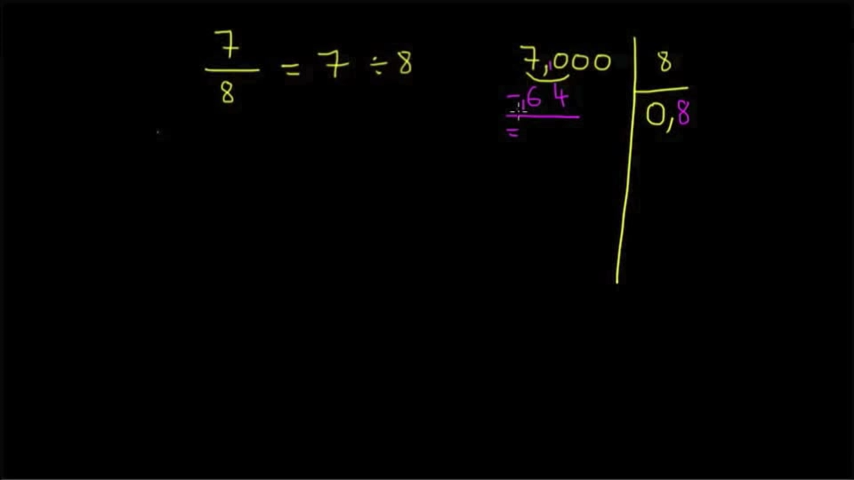 7
— = 7 ÷ 8
8
7,000 | 8
- 64 | 0,8
=